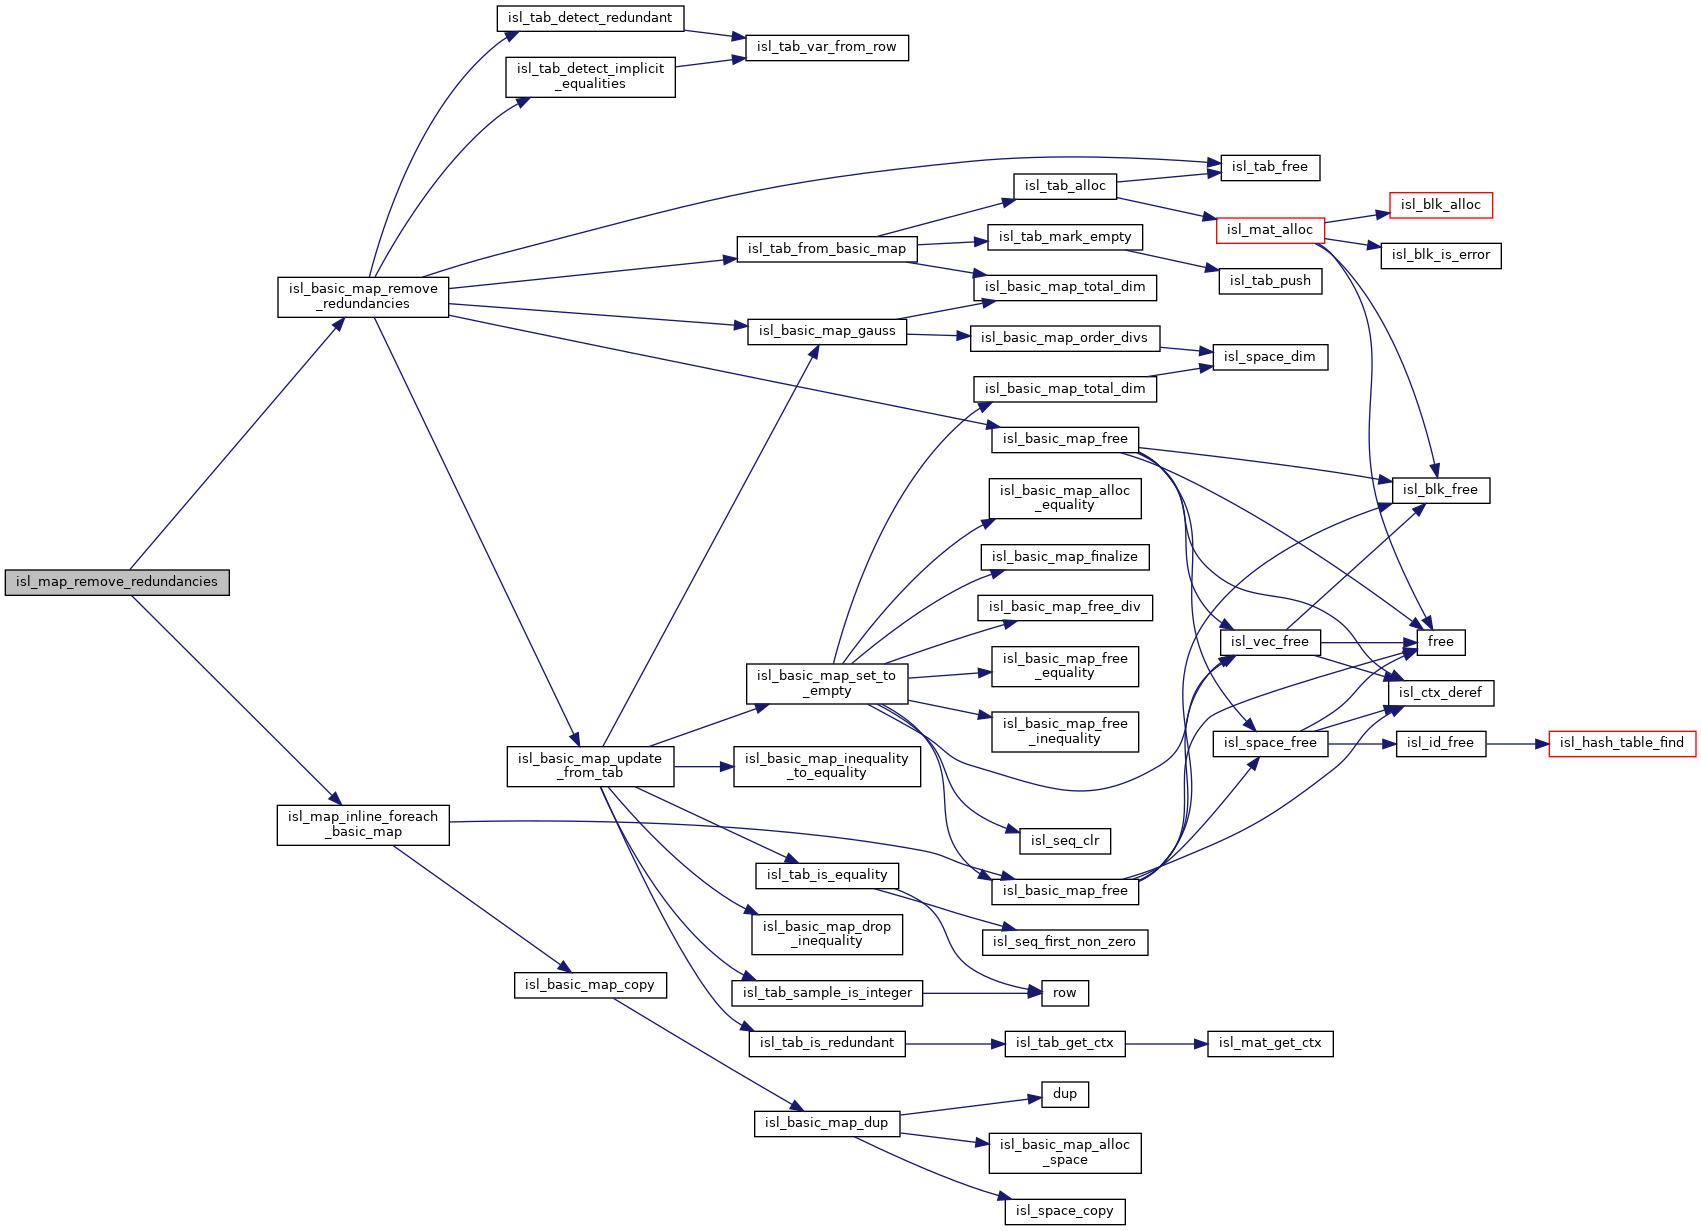 isl_tab_detect_redundant
isl_tab_var_from_row
isl_tab_detect_implicit
_equalities
isl_tab_free
isl_tab_alloc
isl_blk_alloc
isl_mat_alloc
isl_tab_mark_empty
isl_tab_from_basic_map
isl_blk_is_error
isl_tab_push
isl_basic_map_total_dim
isl_basic_map_remove
_redundancies
isl_basic_map_gauss
isl_basic_map_order_divs
isl_space_dim
isl_basic_map_total_dim
isl_basic_map_free
isl_blk_free
isl_basic_map_alloc
_equality
isl_basic_map_finalize
isl_map_remove_redundancies
isl_basic_map_free_div
isl_vec_free
free
isl_basic_map_free
_equality
isl_basic_map_set_to
_empty
isl_ctx_deref
isl_basic_map_free
_inequality
isl_space_free
isl_id_free
isl_hash_table_find
isl_basic_map_update
_from_tab
isl_basic_map_inequality
_to_equality
isl_map_inline_foreach
_basic_map
isl_seq_clr
isl_tab_is_equality
isl_basic_map_free
isl_basic_map_drop
_inequality
isl_seq_first_non_zero
isl_basic_map_copy
isl_tab_sample_is_integer
row
isl_tab_is_redundant
isl_tab_get_ctx
isl_mat_get_ctx
dup
isl_basic_map_dup
isl_basic_map_alloc
_space
isl_space_copy